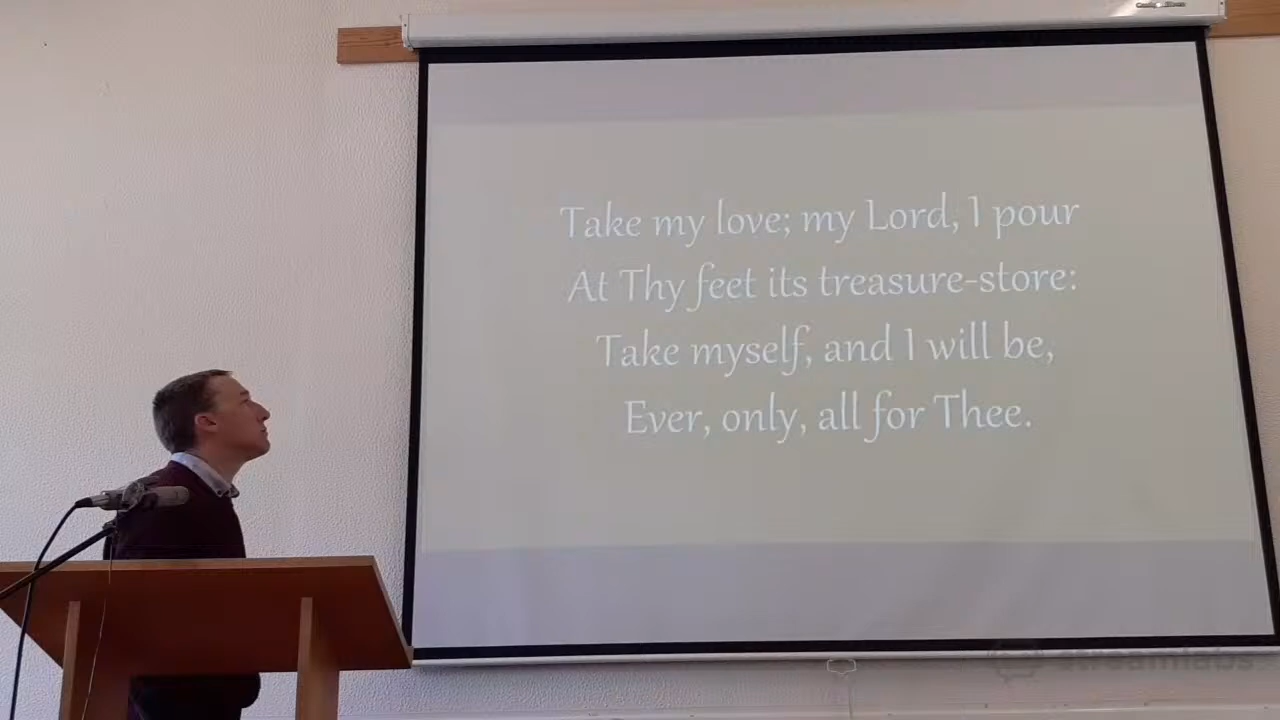 Take my love; my Lord, I pour
At Thy feet its treasure-store:
Take myself, and I will be,
Ever, only, all for Thee.
streamlabs